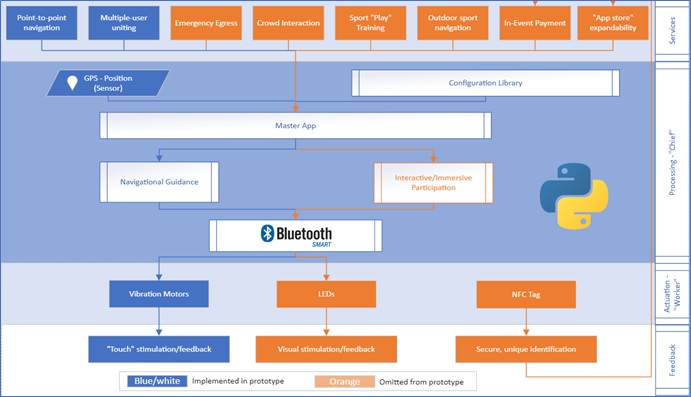 Point-to-point
navigation
Multiple-user
uniting
Emergency Egress
Crowd Interaction
Sport "Play"
Training
Outdoor sport
navigation
In-Event Payment
"App store"
expandability
Services
GPS - Position
(Sensor)
Configuration Library
Master App
Navigational Guidance
Interactive/Immersive
Participation
Bluetooth
SMART
Processing - "Chief"
Vibration Motors
LEDs
NFC Tag
Actuation -
"Worker"
"Touch" stimulation/feedback
Visual stimulation/feedback
Secure, unique identification
Feedback
Blue/white
Implemented in prototype
Orange
Omitted from prototype